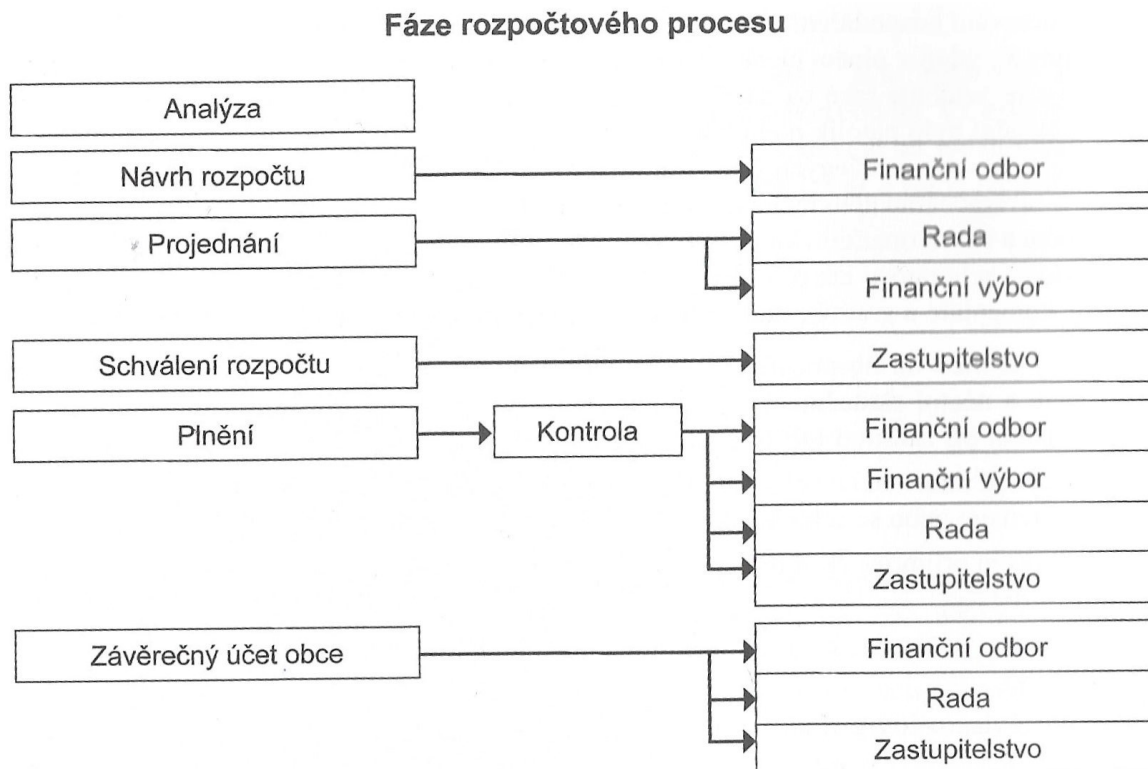 Fáze rozpočtového procesu
Analýza
Návrh rozpočtu
Finanční odbor
Projednání
Rada
Finanční výbor
Schválení rozpočtu
Zastupitelstvo
Plnění
Kontrola
Finanční odbor
Finanční výbor
Rada
Zastupitelstvo
Závěrečný účet obce
Finanční odbor
Rada
Zastupitelstvo